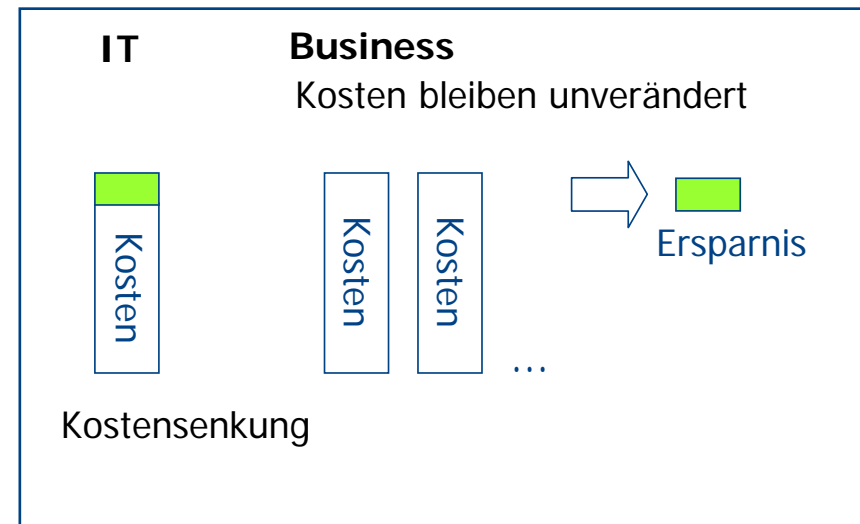 IT
Business
Kosten bleiben unverändert
Kosten
Kosten
Kosten
...
Ersparnis
Kostensenkung